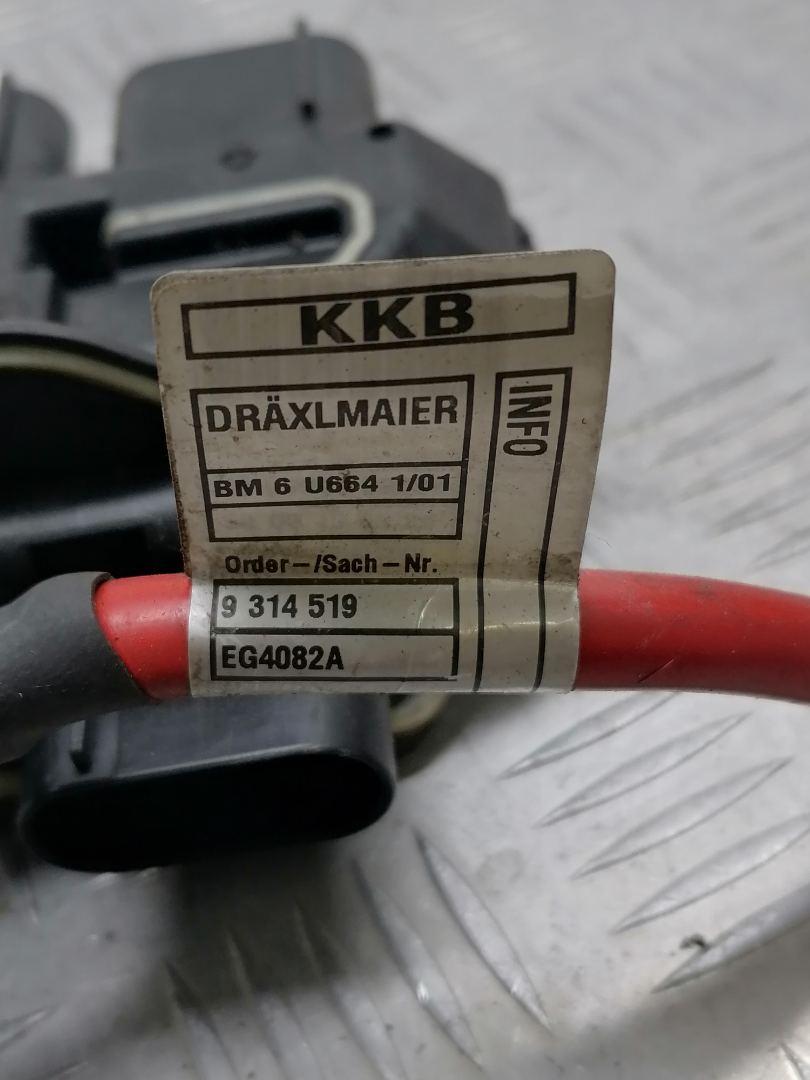 KKB
DRÄXLMAIER
BM 6 U664 1/01
Order-/Sach-Nr.
9 314 519
EG4082A
INFO